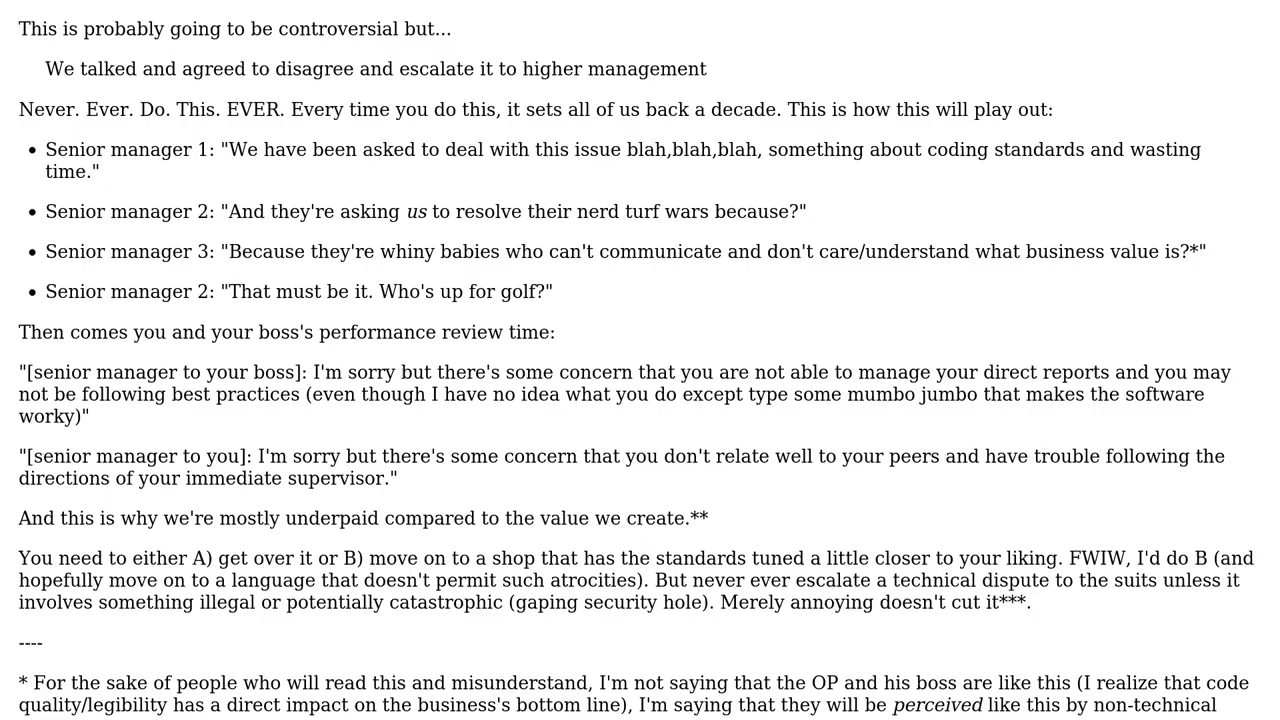 This is probably going to be controversial but...
We talked and agreed to disagree and escalate it to higher management
Never. Ever. Do. This. EVER. Every time you do this, it sets all of us back a decade. This is how this will play out:
• Senior manager 1: "We have been asked to deal with this issue blah,blah,blah, something about coding standards and wasting
time."
• Senior manager 2: "And they're asking us to resolve their nerd turf wars because?"
• Senior manager 3: "Because they're whiny babies who can't communicate and don't care/understand what business value is?*"
• Senior manager 2: "That must be it. Who's up for golf?"
Then comes you and your boss's performance review time:
"[senior manager to your boss]: I'm sorry but there's some concern that you are not able to manage your direct reports and you may
not be following best practices (even though I have no idea what you do except type some mumbo jumbo that makes the software
worky)"
"[senior manager to you]: I'm sorry but there's some concern that you don't relate well to your peers and have trouble following the
directions of your immediate supervisor."
And this is why we're mostly underpaid compared to the value we create.**
You need to either A) get over it or B) move on to a shop that has the standards tuned a little closer to your liking. FWIW, I'd do B (and
hopefully move on to a language that doesn't permit such atrocities). But never ever escalate a technical dispute to the suits unless it
involves something illegal or potentially catastrophic (gaping security hole). Merely annoying doesn't cut it***.
----
* For the sake of people who will read this and misunderstand, I'm not saying that the OP and his boss are like this (I realize that code
quality/legibility has a direct impact on the business's bottom line), I'm saying that they will be perceived like this by non-technical